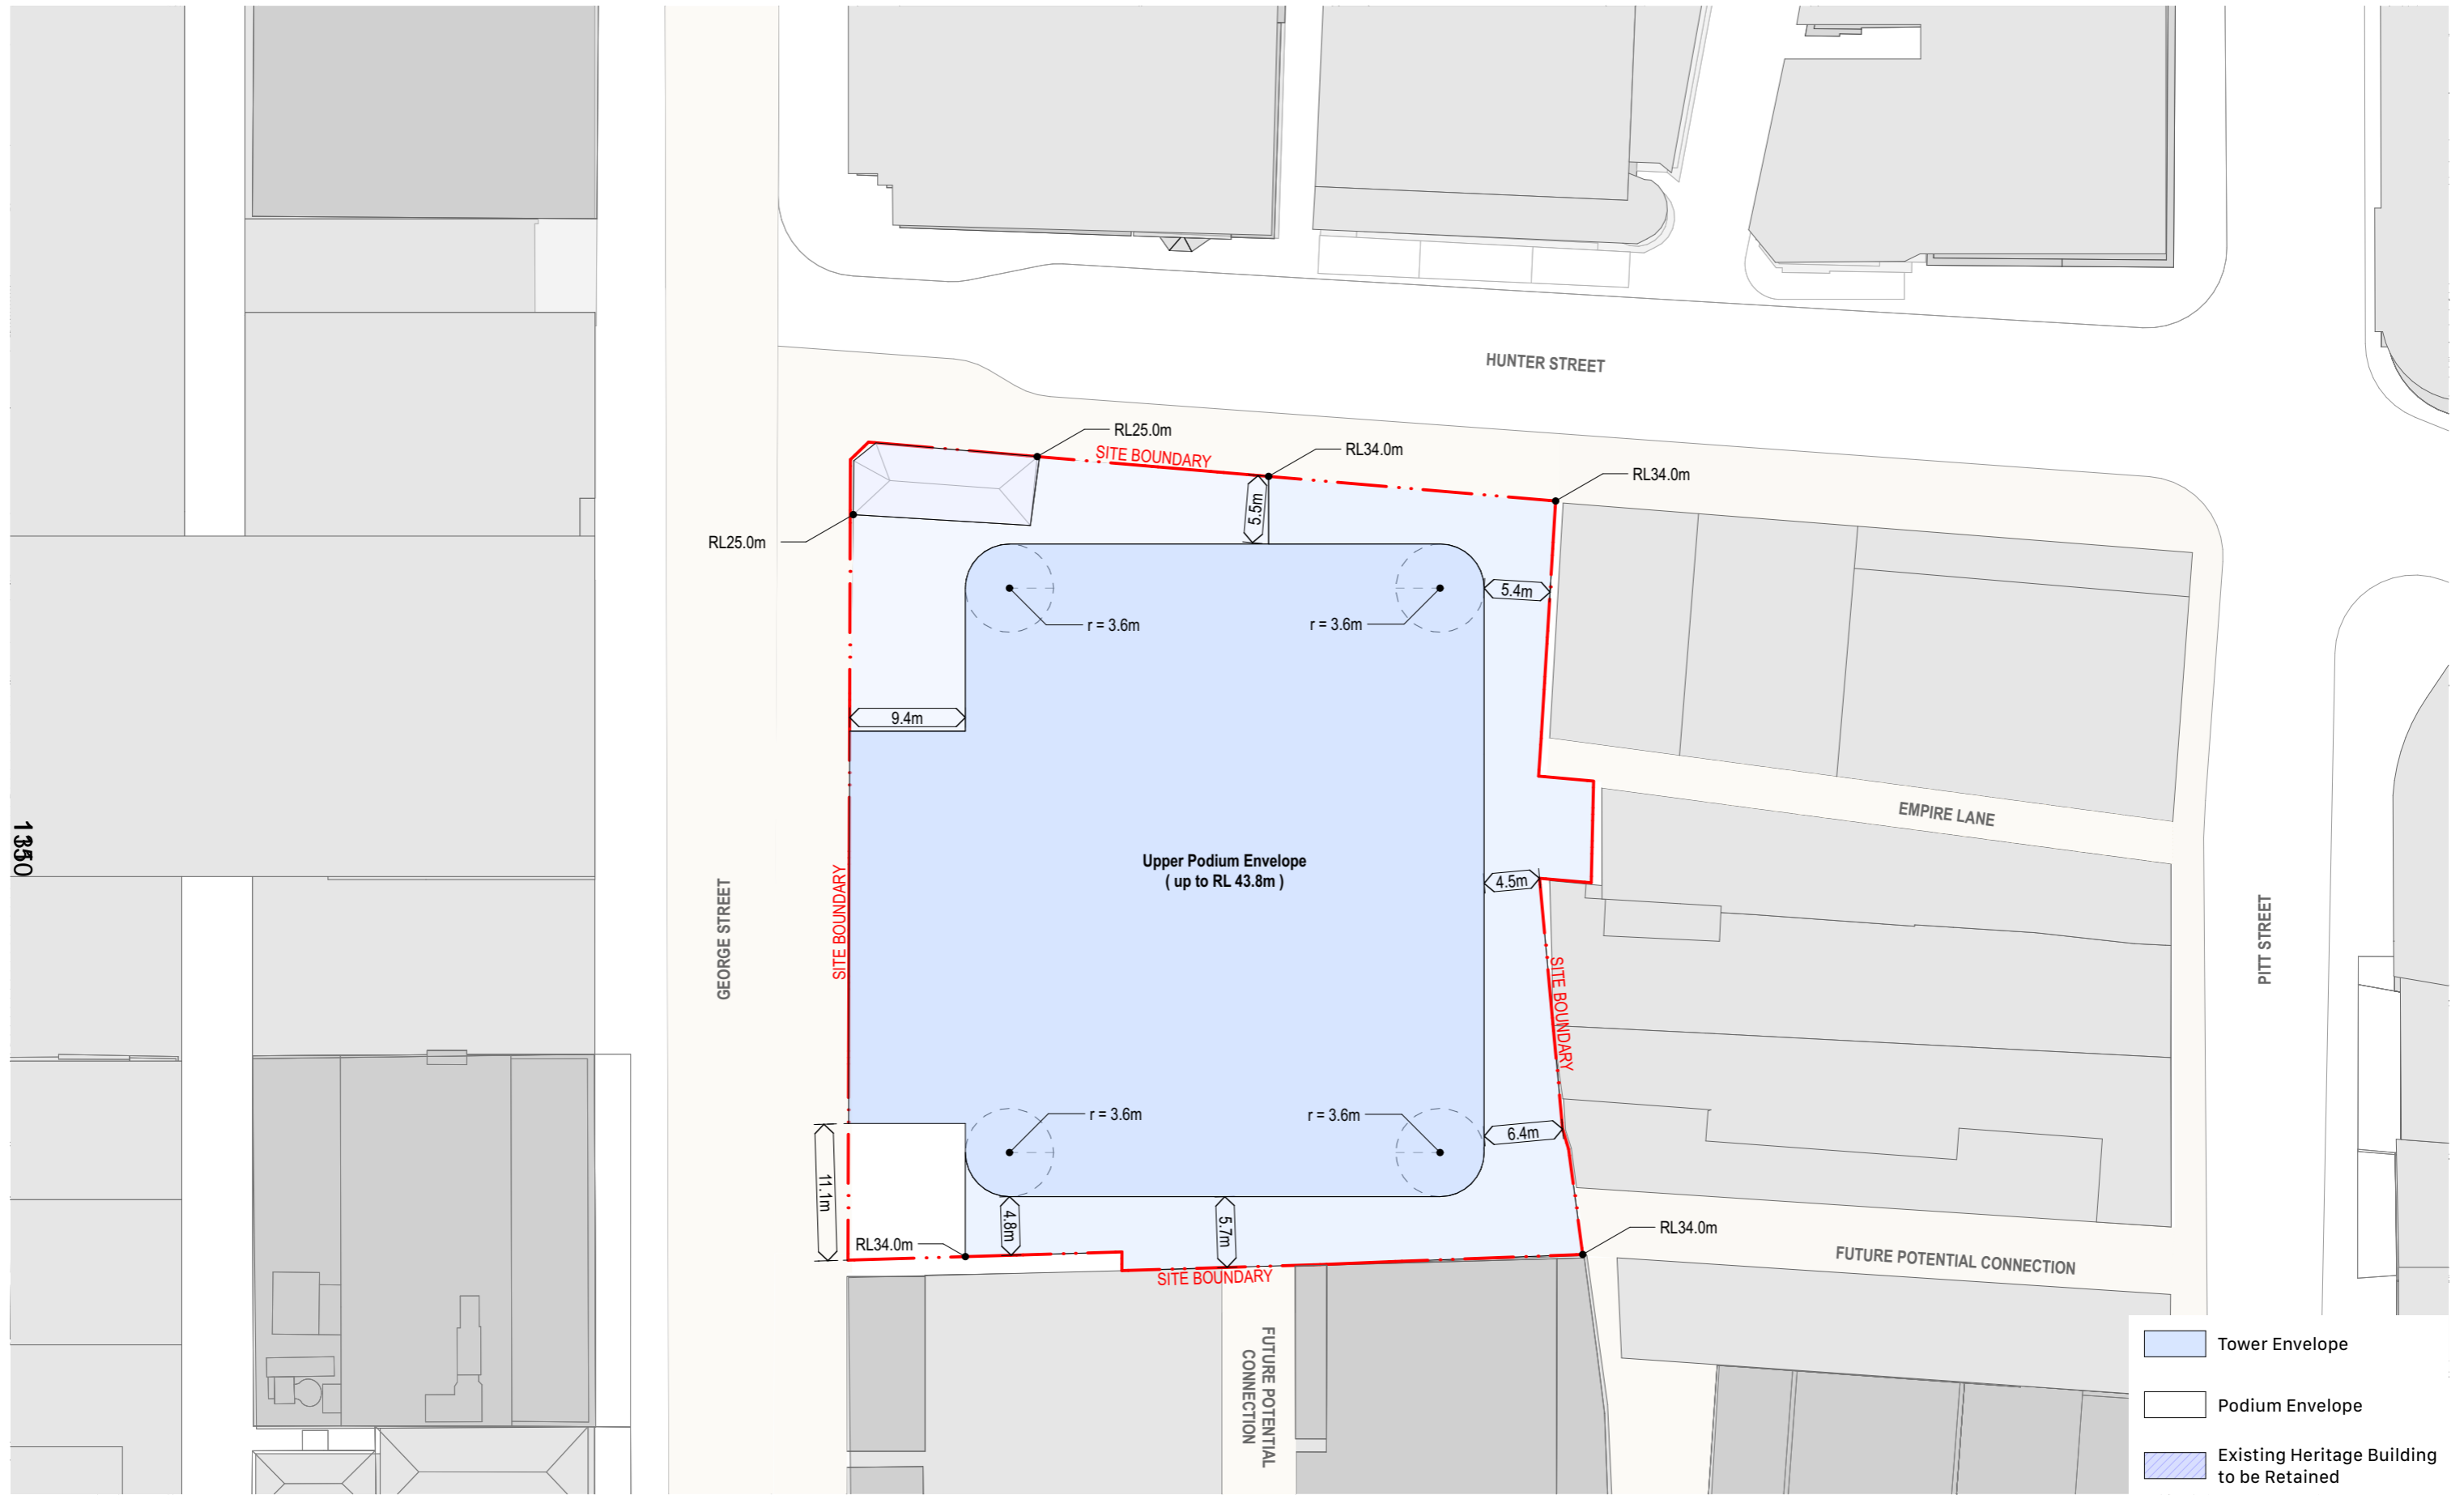 HUNTER STREET
RL25.0m
SITE BOUNDARY
RL34.0m
RL34.0m
5.5m
RL25.0m
5.4m
r = 3.6m
r = 3.6m
9.4m
EMPIRE LANE
Upper Podium Envelope
( up to RL 43.8m )
4.5m
SITE BOUNDARY
GEORGE STREET
PITT STREET
SITE BOUNDARY
r = 3.6m
r = 3.6m
6.4m
11.1m
4.8m
5.7m
RL34.0m
RL34.0m
FUTURE POTENTIAL CONNECTION
SITE BOUNDARY
FUTURE POTENTIAL
CONNECTION
Tower Envelope
Podium Envelope
Existing Heritage Building
to be Retained